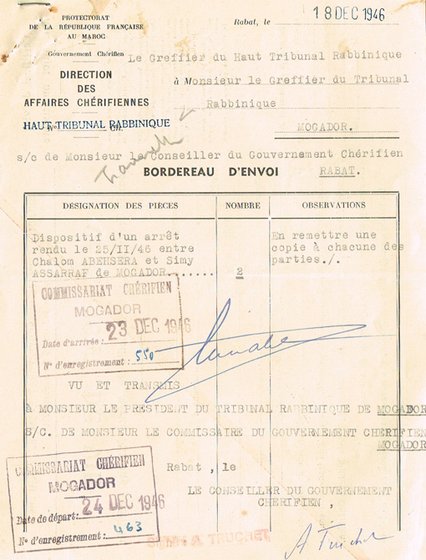 PROTECTORAT
DE LA RÉPUBLIQUE FRANÇAISE
AU MAROC
Gouvernement Chérifien
DIRECTION
DES
AFFAIRES CHÉRIFIENNES
HAUT TRIBUNAL RABBINIQUE
Rabat, le 18 DEC 1946
Le Greffier du Haut Tribunal Rabbinique
à Monsieur le Greffier du Tribunal
Rabbinique
MOGADOR.
s/c de Monsieur le Conseiller du Gouvernement Chérifien
RABAT.
BORDEREAU D'ENVOI
DÉSIGNATION DES PIÈCES
NOMBRE
OBSERVATIONS
Dispositif d'un arrêt
rendu le 25/II/46 entre
Chalom ABEHSERA et Simy
ASSARRAF de MOGADOR.......
2
En remettre une
copie à chacune des
parties./.
COMMISSARIAT CHÉRIFIEN
MOGADOR
23 DEC 1946
Date d'arrivée :
N° d'enregistrement : 550
VU ET TRANSMIS
à MONSIEUR LE PRESIDENT DU TRIBUNAL RABBINIQUE DE MOGADOR
S/C. DE MONSIEUR LE COMMISSAIRE DU GOUVERNEMENT CHERIFIEN
MOGADOR
COMMISSARIAT CHÉRIFIEN
MOGADOR
24 DEC 1946
Date de départ :
N° d'enregistrement : 463
Rabat, le
LE CONSEILLER DU GOUVERNEMENT
CHERIFIEN,